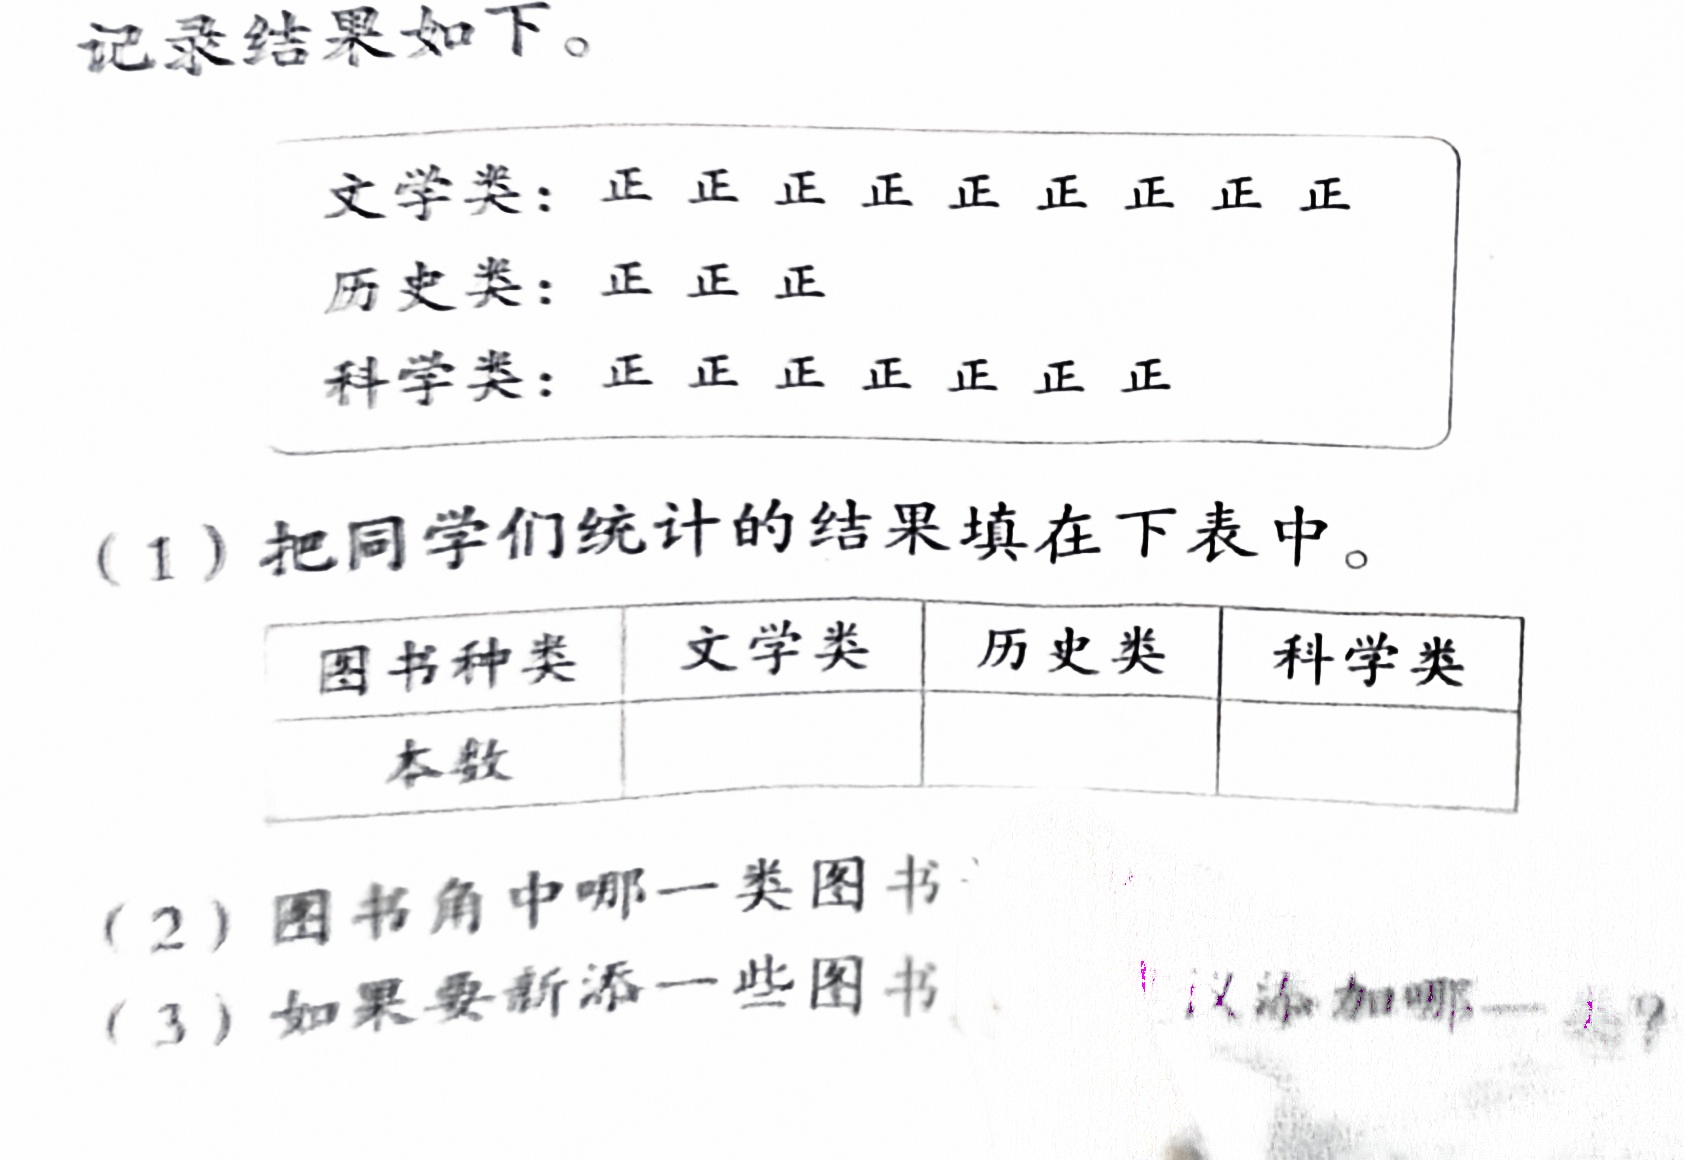 记录结果如下。
文学类：正 正 正 正 正 正 正 正 正
历史类：正 正 正
科学类：正 正 正 正 正 正 正
（1）把同学们统计的结果填在下表中。
图书种类 文学类 历史类 科学类
本数
（2）图书角中哪一类图书
（3）如果要新添一些图书 以添加哪一类？